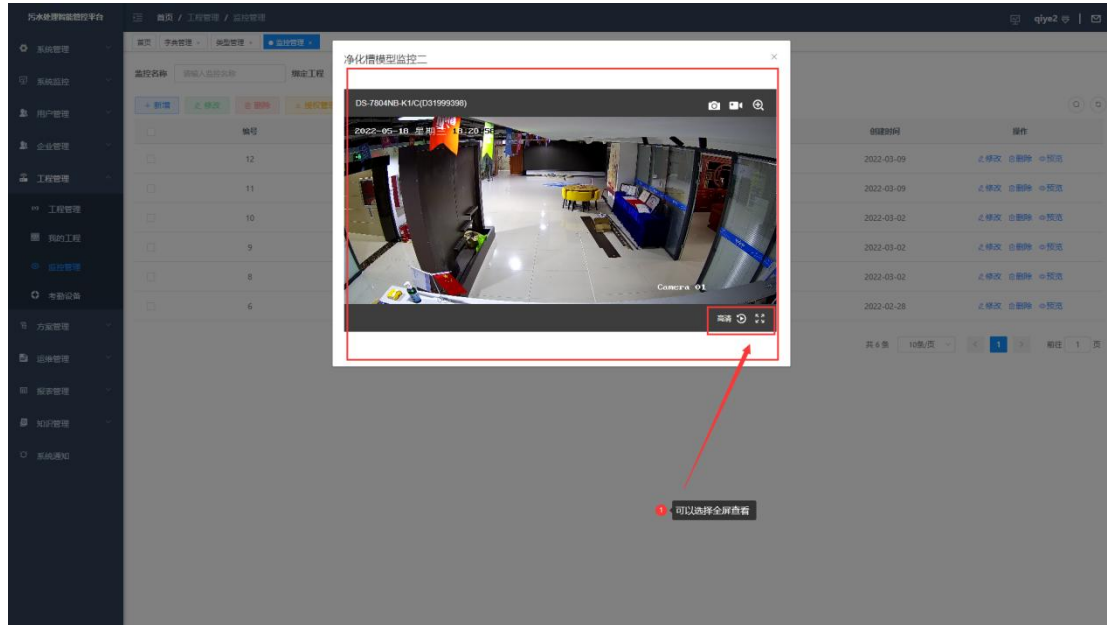 污水处理智能智控平台
首页 / 工程管理 / 监控管理
qiye2
系统管理
系统监控
用户管理
企业管理
工程管理
工程管理
我的工程
监控管理
考勤设备
方案管理
运维管理
报表管理
知识管理
系统通知
首页 字典管理 类型管理 监控管理
监控名称 请输入监控名称 绑定工程
+ 新增 修改 删除
编号 创建时间 操作
12 2022-03-09 修改 删除 预览
11 2022-03-09 修改 删除 预览
10 2022-03-02 修改 删除 预览
9 2022-03-02 修改 删除 预览
8 2022-03-02 修改 删除 预览
6 2022-02-28 修改 删除 预览
共 6 条 10条/页 1 前往 1 页
净化槽模型监控二
DS-7804NB-K1/C(D31999398)
2022-05-18 星期三 18:20:56
Camera 01
高清
1 可以选择全屏查看